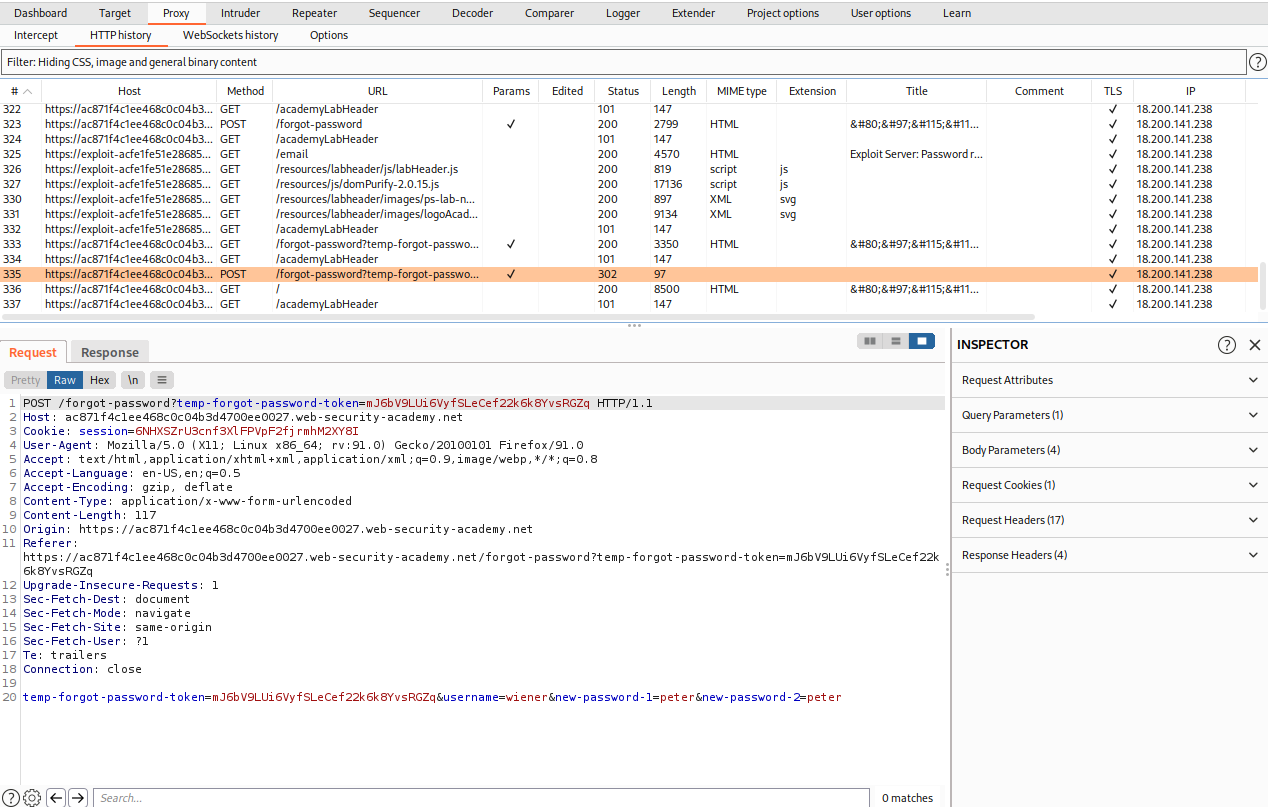 Dashboard Target Proxy Intruder Repeater Sequencer Decoder Comparer Logger Extender Project options User options Learn
Intercept HTTP history WebSockets history Options
Filter: Hiding CSS, image and general binary content
# Host Method URL Params Edited Status Length MIME type Extension Title Comment TLS IP
322 https://ac871f4c1ee468c0c04b3... GET /academyLabHeader 101 147 ✓ 18.200.141.238
323 https://ac871f4c1ee468c0c04b3... POST /forgot-password ✓ 200 2799 HTML &#80;&#97;&#115;&#11... ✓ 18.200.141.238
324 https://ac871f4c1ee468c0c04b3... GET /academyLabHeader 101 147 ✓ 18.200.141.238
325 https://exploit-acfe1fe51e28685... GET /email 200 4570 HTML Exploit Server: Password r... ✓ 18.200.141.238
326 https://exploit-acfe1fe51e28685... GET /resources/labheader/js/labHeader.js 200 819 script js ✓ 18.200.141.238
327 https://exploit-acfe1fe51e28685... GET /resources/js/domPurify-2.0.15.js 200 17136 script js ✓ 18.200.141.238
330 https://exploit-acfe1fe51e28685... GET /resources/labheader/images/ps-lab-n... 200 897 XML svg ✓ 18.200.141.238
331 https://exploit-acfe1fe51e28685... GET /resources/labheader/images/logoAcad... 200 9134 XML svg ✓ 18.200.141.238
332 https://exploit-acfe1fe51e28685... GET /academyLabHeader 101 147 ✓ 18.200.141.238
333 https://ac871f4c1ee468c0c04b3... GET /forgot-password?temp-forgot-passwo... ✓ 200 3350 HTML &#80;&#97;&#115;&#11... ✓ 18.200.141.238
334 https://ac871f4c1ee468c0c04b3... GET /academyLabHeader 101 147 ✓ 18.200.141.238
335 https://ac871f4c1ee468c0c04b3... POST /forgot-password?temp-forgot-passwo... ✓ 302 97 ✓ 18.200.141.238
336 https://ac871f4c1ee468c0c04b3... GET / 200 8500 HTML &#80;&#97;&#115;&#11... ✓ 18.200.141.238
337 https://ac871f4c1ee468c0c04b3... GET /academyLabHeader 101 147 ✓ 18.200.141.238
Request Response
Pretty Raw Hex \n
1 POST /forgot-password?temp-forgot-password-token=mJ6bV9LUi6VyfSLeCef22k6k8YvsRGZq HTTP/1.1
2 Host: ac871f4c1ee468c0c04b3d4700ee0027.web-security-academy.net
3 Cookie: session=6NHXSZrU3cnf3XlFPVpF2fjrmhM2XY8I
4 User-Agent: Mozilla/5.0 (X11; Linux x86_64; rv:91.0) Gecko/20100101 Firefox/91.0
5 Accept: text/html,application/xhtml+xml,application/xml;q=0.9,image/webp,*/*;q=0.8
6 Accept-Language: en-US,en;q=0.5
7 Accept-Encoding: gzip, deflate
8 Content-Type: application/x-www-form-urlencoded
9 Content-Length: 117
10 Origin: https://ac871f4c1ee468c0c04b3d4700ee0027.web-security-academy.net
11 Referer:
https://ac871f4c1ee468c0c04b3d4700ee0027.web-security-academy.net/forgot-password?temp-forgot-password-token=mJ6bV9LUi6VyfSLeCef22k
6k8YvsRGZq
12 Upgrade-Insecure-Requests: 1
13 Sec-Fetch-Dest: document
14 Sec-Fetch-Mode: navigate
15 Sec-Fetch-Site: same-origin
16 Sec-Fetch-User: ?1
17 Te: trailers
18 Connection: close
19
20 temp-forgot-password-token=mJ6bV9LUi6VyfSLeCef22k6k8YvsRGZq&username=wiener&new-password-1=peter&new-password-2=peter
Search...
0 matches
INSPECTOR
Request Attributes
Query Parameters (1)
Body Parameters (4)
Request Cookies (1)
Request Headers (17)
Response Headers (4)